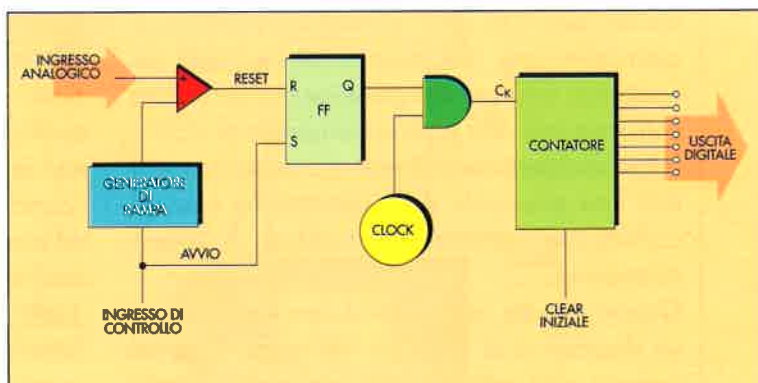 INGRESSO
ANALOGICO
+
-
RESET
R
Q
FF
S
CK
CONTATORE
USCITA
DIGITALE
GENERATORE
DI
RAMPA
CLOCK
AVVIO
INGRESSO DI
CONTROLLO
CLEAR
INIZIALE